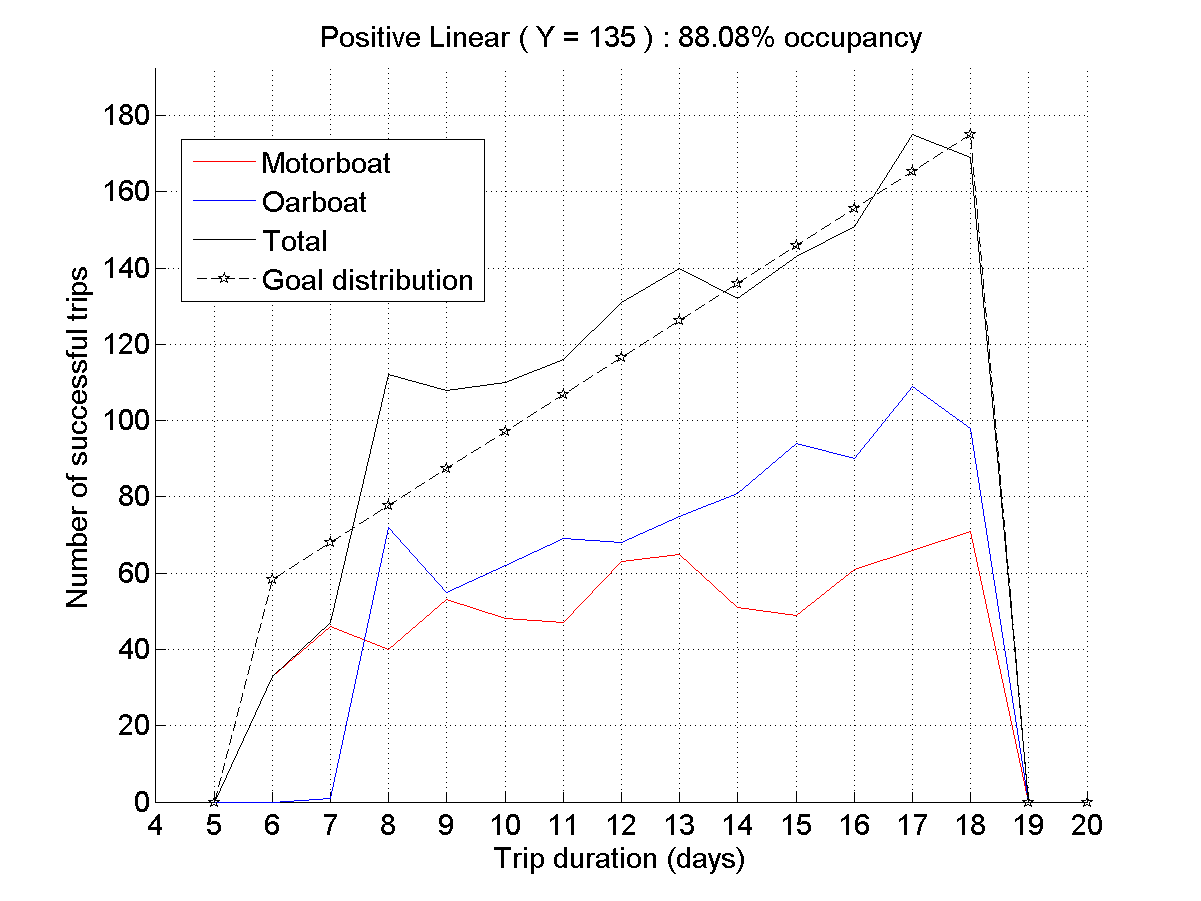 Positive Linear ( Y = 135 ) : 88.08% occupancy
180
160
140
120
100
80
60
40
20
0
Number of successful trips
Motorboat
Oarboat
Total
Goal distribution
4 5 6 7 8 9 10 11 12 13 14 15 16 17 18 19 20
Trip duration (days)